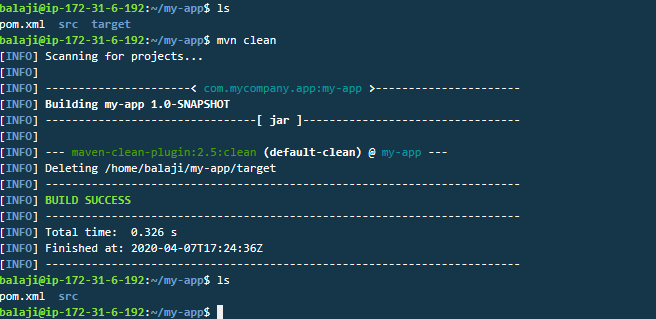 balaji@ip-172-31-6-192:~/my-app$ ls
pom.xml  src  target
balaji@ip-172-31-6-192:~/my-app$ mvn clean
[INFO] Scanning for projects...
[INFO]
[INFO] ----------------------< com.mycompany.app:my-app >----------------------
[INFO] Building my-app 1.0-SNAPSHOT
[INFO] --------------------------------[ jar ]---------------------------------
[INFO]
[INFO] --- maven-clean-plugin:2.5:clean (default-clean) @ my-app ---
[INFO] Deleting /home/balaji/my-app/target
[INFO] ------------------------------------------------------------------------
[INFO] BUILD SUCCESS
[INFO] ------------------------------------------------------------------------
[INFO] Total time:  0.326 s
[INFO] Finished at: 2020-04-07T17:24:36Z
[INFO] ------------------------------------------------------------------------
balaji@ip-172-31-6-192:~/my-app$ ls
pom.xml  src
balaji@ip-172-31-6-192:~/my-app$